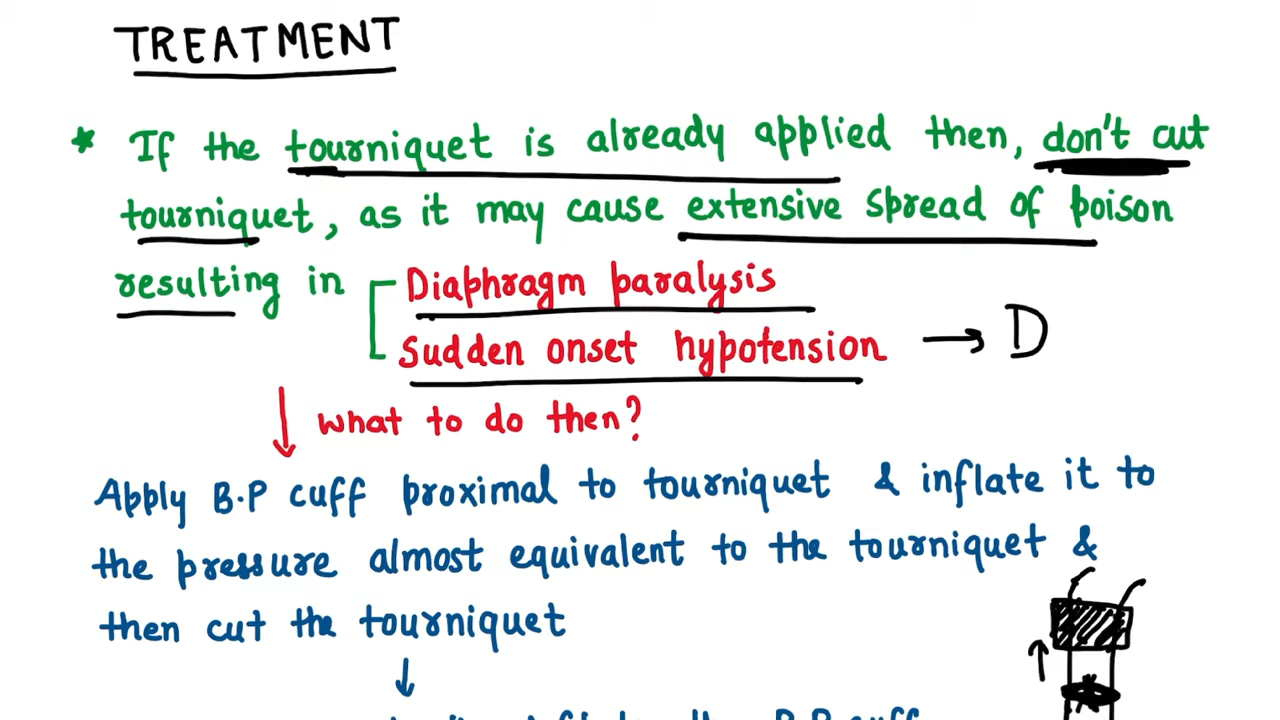 TREATMENT
* If the tourniquet is already applied then, don't cut
tourniquet, as it may cause extensive spread of poison
resulting in Diaphragm paralysis
Sudden onset hypotension → D
↓ what to do then?
Apply B.P cuff proximal to tourniquet & inflate it to
the pressure almost equivalent to the tourniquet &
then cut the tourniquet
↓
the B.P cuff